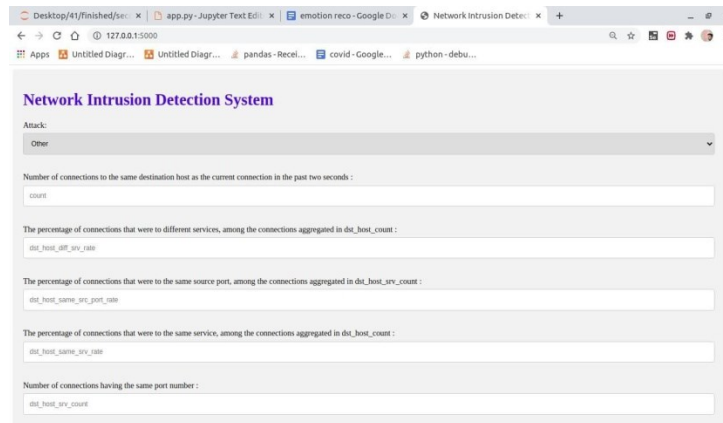 Desktop/41/finished/sec
app.py - Jupyter Text Edit
emotion reco - Google Do
Network Intrusion Detect
127.0.0.1:5000
Apps
Untitled Diagr...
Untitled Diagr...
pandas - Recei...
covid - Google...
python - debu...
Network Intrusion Detection System
Attack:
Other
Number of connections to the same destination host as the current connection in the past two seconds :
count
The percentage of connections that were to different services, among the connections aggregated in dst_host_count :
dst_host_diff_srv_rate
The percentage of connections that were to the same source port, among the connections aggregated in dst_host_srv_count :
dst_host_same_src_port_rate
The percentage of connections that were to the same service, among the connections aggregated in dst_host_count :
dst_host_same_srv_rate
Number of connections having the same port number :
dst_host_srv_count